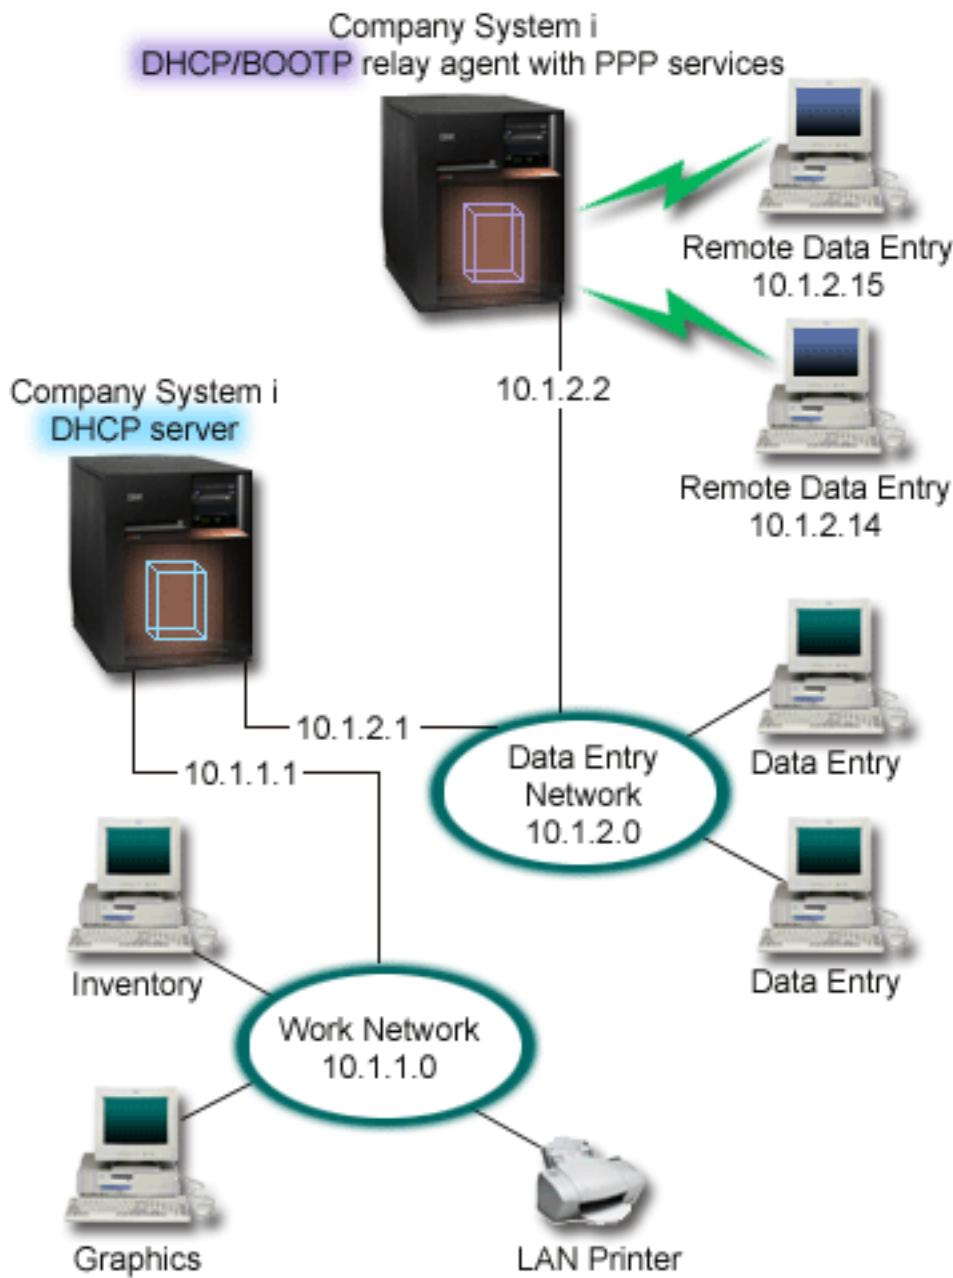 Company System i
DHCP/BOOTP relay agent with PPP services
IBM
Remote Data Entry
10.1.2.15
10.1.2.2
Company System i
DHCP server
IBM
Remote Data Entry
10.1.2.14
10.1.2.1
10.1.1.1
Data Entry
Network
10.1.2.0
Data Entry
Data Entry
Inventory
Work Network
10.1.1.0
Graphics
LAN Printer